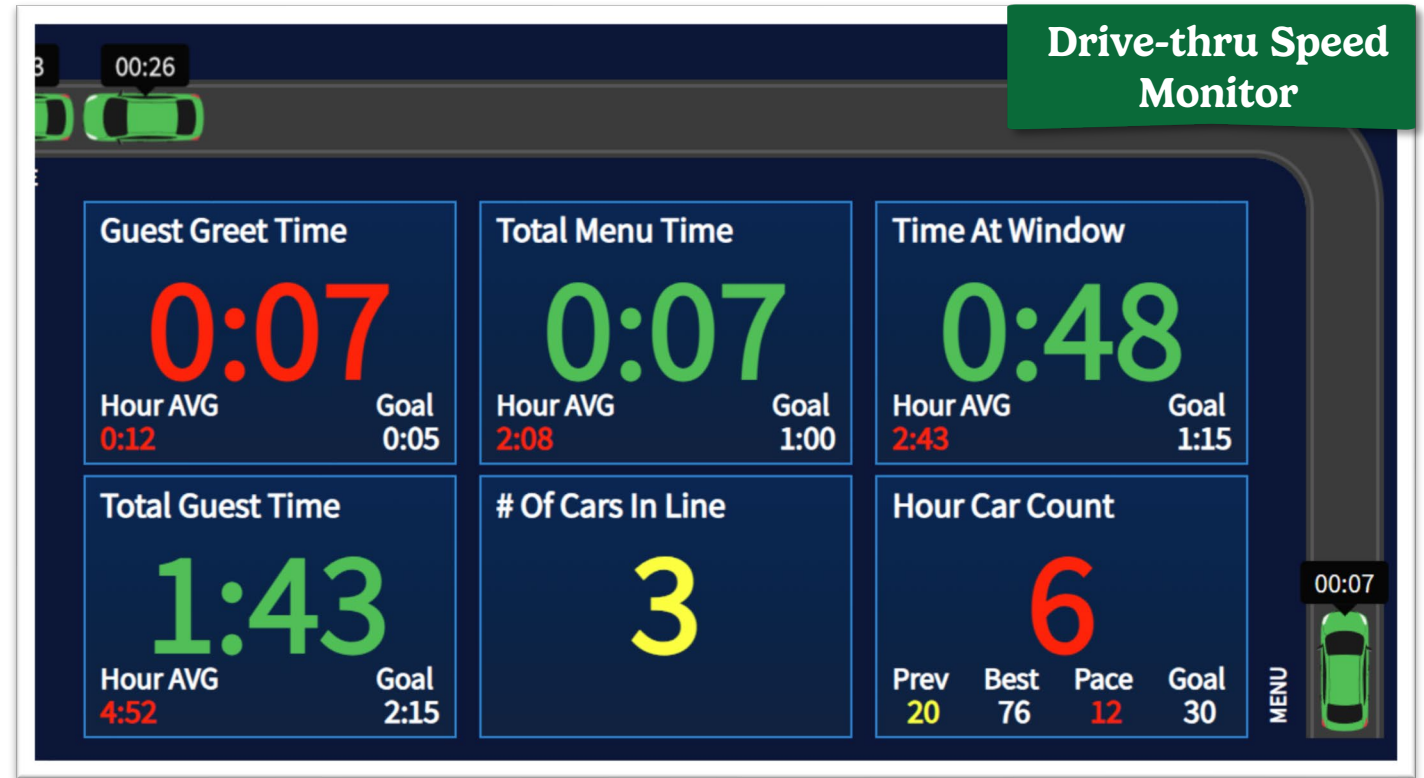 Drive-thru Speed
Monitor
3
00:26
E
Guest Greet Time
0:07
Hour AVG Goal
0:12 0:05
Total Menu Time
0:07
Hour AVG Goal
2:08 1:00
Time At Window
0:48
Hour AVG Goal
2:43 1:15
Total Guest Time
1:43
Hour AVG Goal
4:52 2:15
# Of Cars In Line
3
Hour Car Count
6
Prev Best Pace Goal
20 76 12 30
00:07
MENU